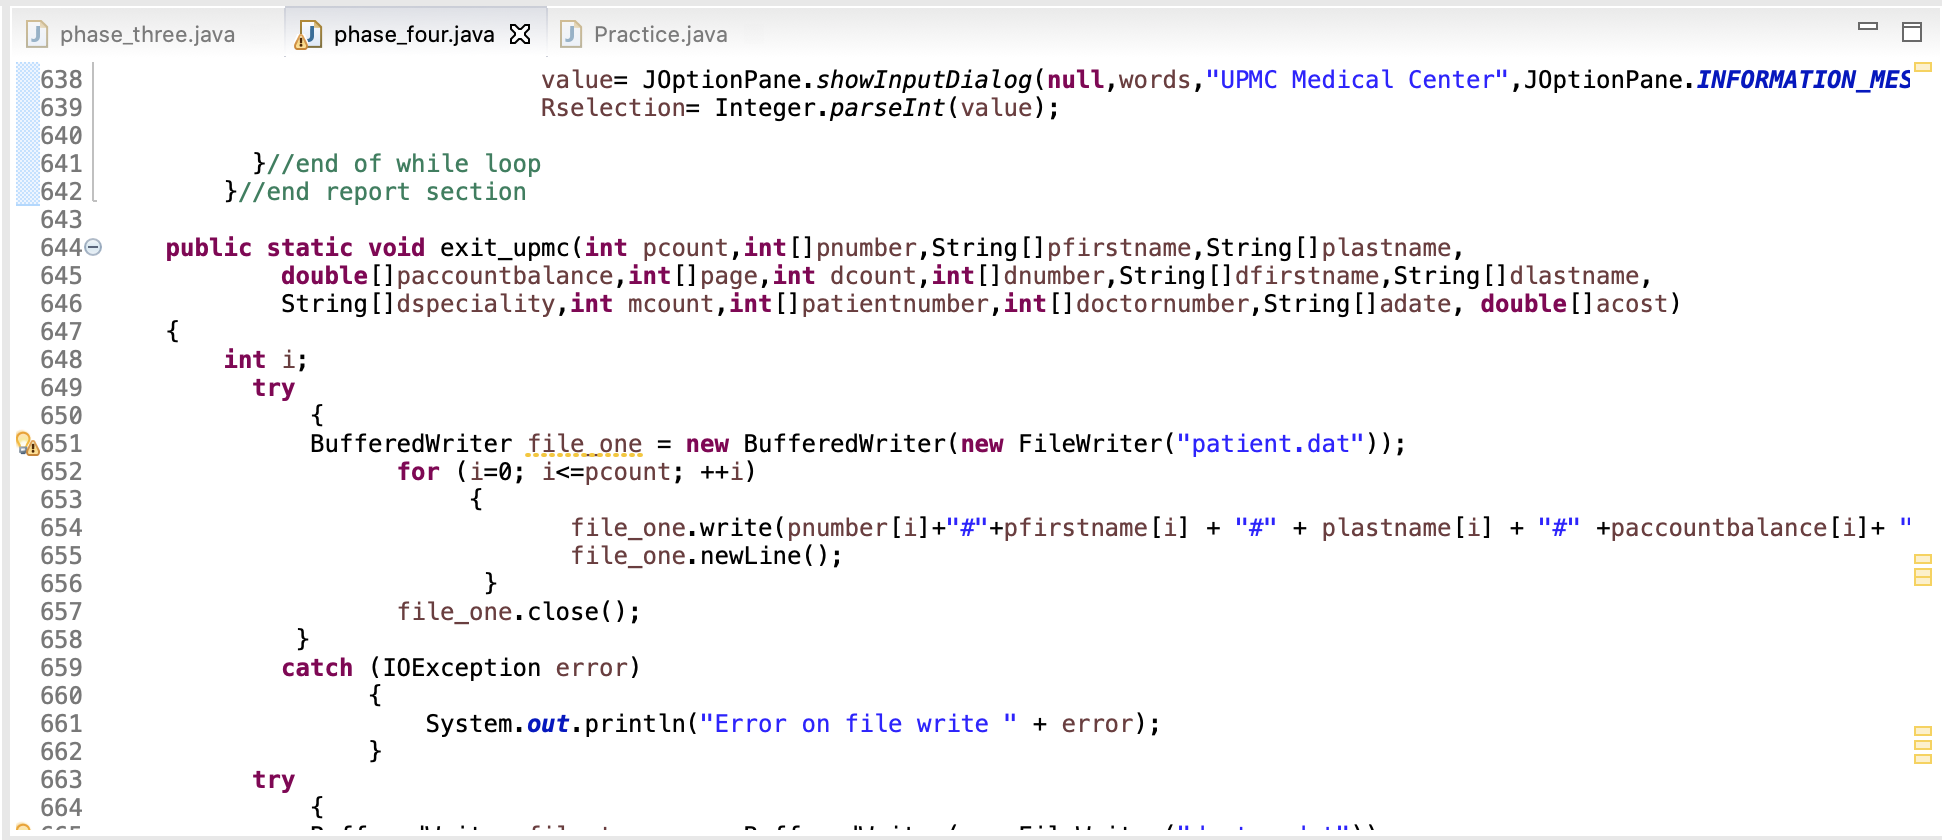 phase_three.java phase_four.java Practice.java
638 value= JOptionPane.showInputDialog(null,words,"UPMC Medical Center",JOptionPane.INFORMATION_MES
639 Rselection= Integer.parseInt(value);
640
641 }//end of while loop
642 }//end report section
643
644 public static void exit_upmc(int pcount,int[]pnumber,String[]pfirstname,String[]plastname,
645 double[]paccountbalance,int[]page,int dcount,int[]dnumber,String[]dfirstname,String[]dlastname,
646 String[]dspeciality,int mcount,int[]patientnumber,int[]doctornumber,String[]adate, double[]acost)
647 {
648 int i;
649 try
650 {
651 BufferedWriter file_one = new BufferedWriter(new FileWriter("patient.dat"));
652 for (i=0; i<=pcount; ++i)
653 {
654 file_one.write(pnumber[i]+"#"+pfirstname[i] + "#" + plastname[i] + "#" +paccountbalance[i]+ "
655 file_one.newLine();
656 }
657 file_one.close();
658 }
659 catch (IOException error)
660 {
661 System.out.println("Error on file write " + error);
662 }
663 try
664 {